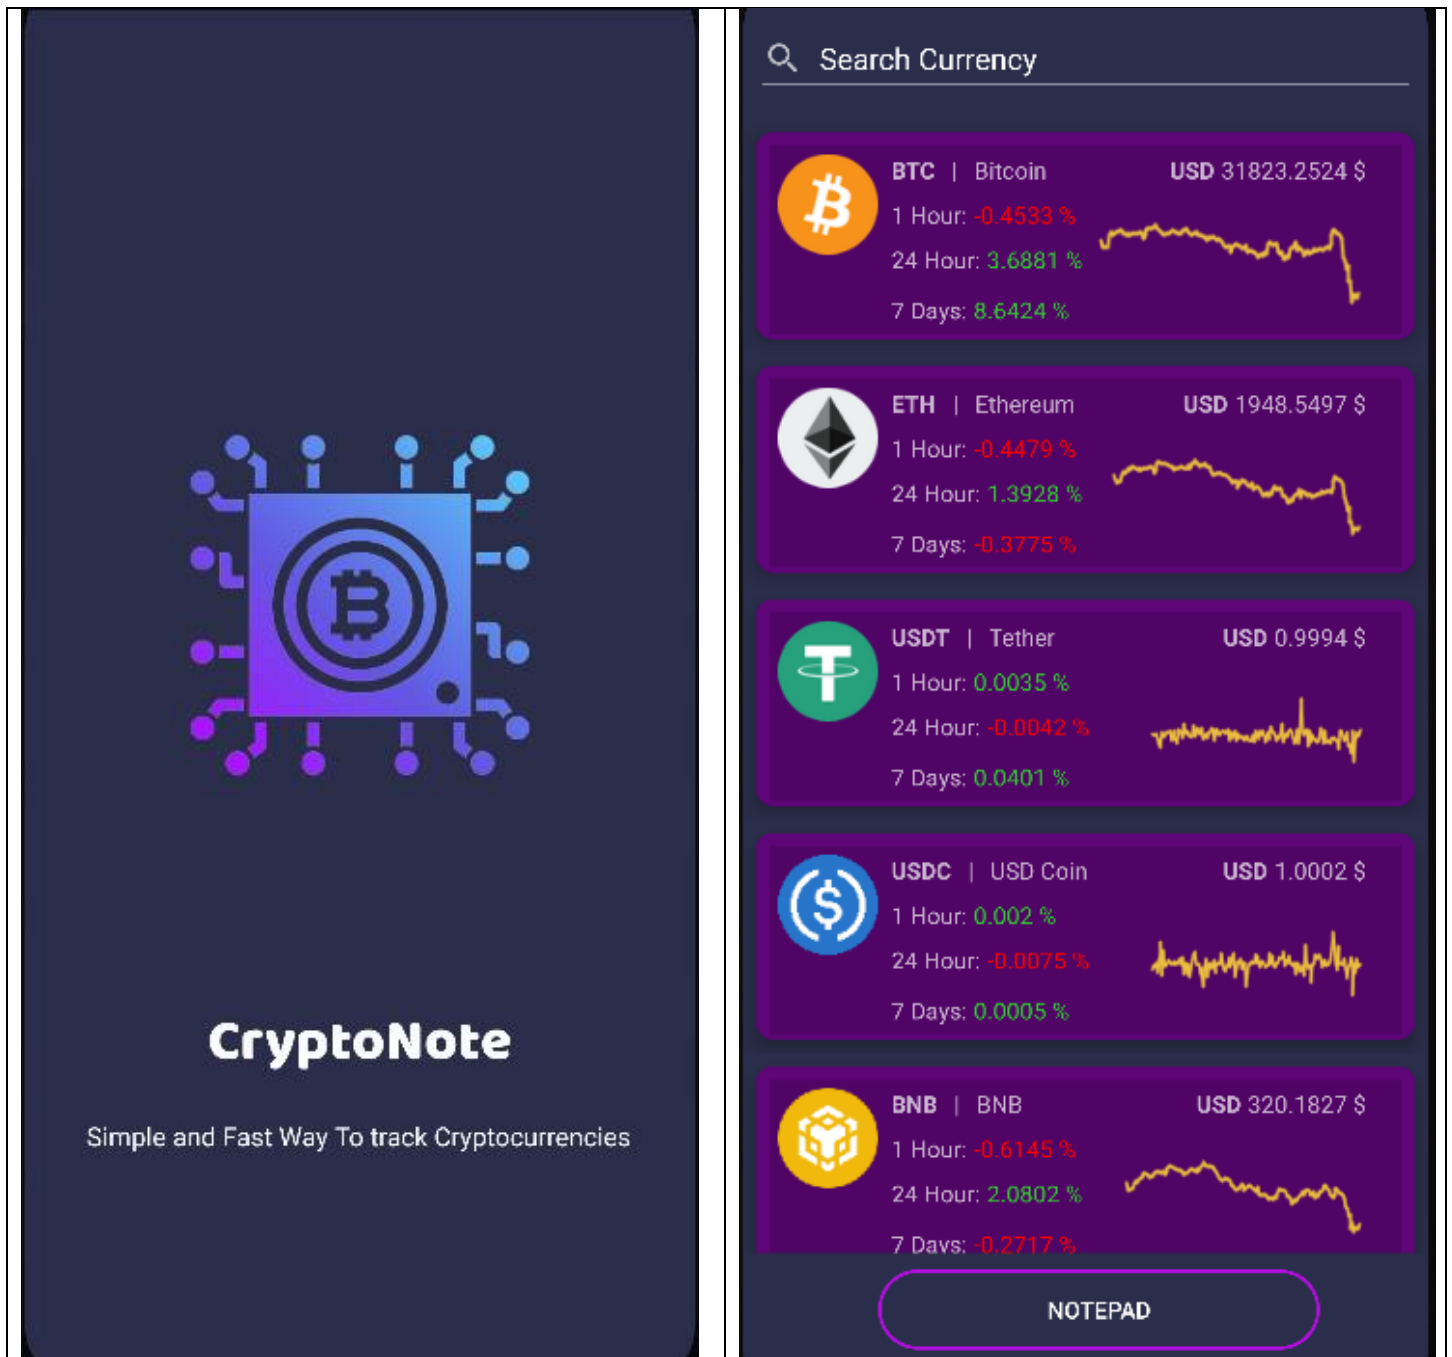 CryptoNote
Simple and Fast Way To track Cryptocurrencies
Search Currency
BTC | Bitcoin USD 31823.2524 $
1 Hour: -0.4533 %
24 Hour: 3.6881 %
7 Days: 8.6424 %
ETH | Ethereum USD 1948.5497 $
1 Hour: -0.4479 %
24 Hour: 1.3928 %
7 Days: -0.3775 %
USDT | Tether USD 0.9994 $
1 Hour: 0.0035 %
24 Hour: -0.0042 %
7 Days: 0.0401 %
USDC | USD Coin USD 1.0002 $
1 Hour: 0.002 %
24 Hour: -0.0075 %
7 Days: 0.0005 %
BNB | BNB USD 320.1827 $
1 Hour: -0.6145 %
24 Hour: 2.0802 %
7 Days: -0.2717 %
NOTEPAD